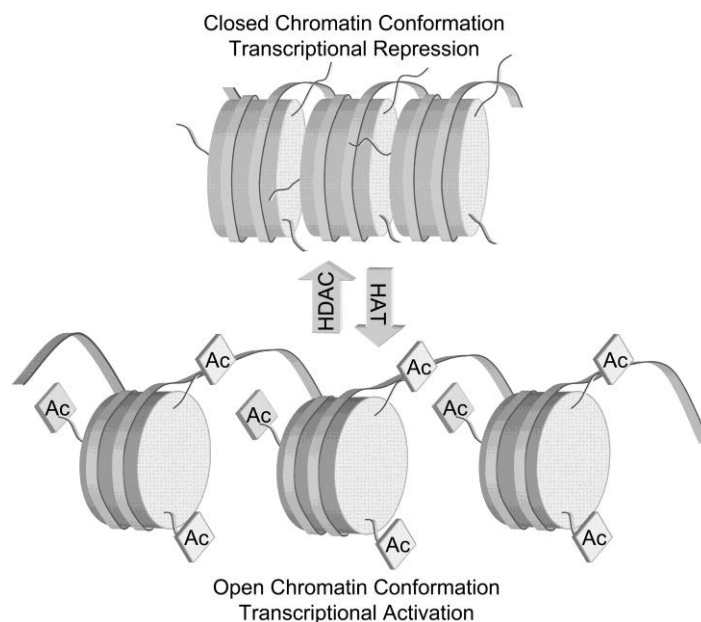 Closed Chromatin Conformation
Transcriptional Repression
HDAC
HAT
Ac
Ac
Ac
Ac
Ac
Ac
Ac
Ac
Ac
Open Chromatin Conformation
Transcriptional Activation